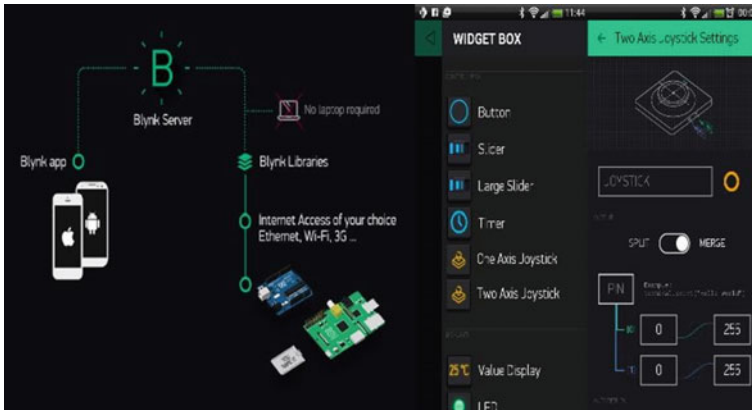 B
Blynk Server
No laptop required
Blynk app
Blynk Libraries
Internet Access of your choice
Ethernet, Wi-Fi, 3G ...
11:44
WIDGET BOX
Button
Slider
Large Slider
Timer
One Axis Joystick
Two Axis Joystick
25 °C Value Display
LED
Two Axis Joystick Settings
JOYSTICK
SPLIT MERGE
PIN
0 255
0 255